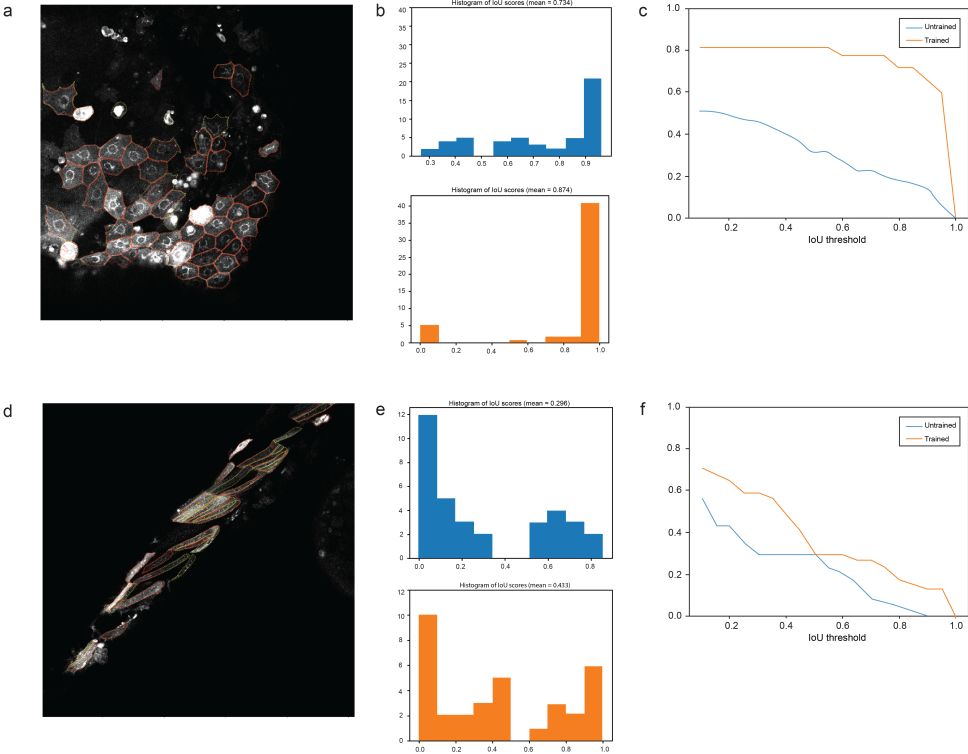 a
b
Histogram of IoU scores (mean = 0.734)
40
35
30
25
20
15
10
5
0
0.3 0.4 0.5 0.6 0.7 0.8 0.9
Histogram of IoU scores (mean = 0.874)
40
35
30
25
20
15
10
5
0
0.0 0.2 0.4 0.6 0.8 1.0
c
1.0
0.8
0.6
0.4
0.2
0.0
Untrained
Trained
0.2 0.4 0.6 0.8 1.0
IoU threshold
d
e
Histogram of IoU scores (mean = 0.296)
12
10
8
6
4
2
0
0.0 0.2 0.4 0.6 0.8
Histogram of IoU scores (mean = 0.433)
12
10
8
6
4
2
0
0.0 0.2 0.4 0.6 0.8 1.0
f
1.0
0.8
0.6
0.4
0.2
0.0
Untrained
Trained
0.2 0.4 0.6 0.8 1.0
IoU threshold